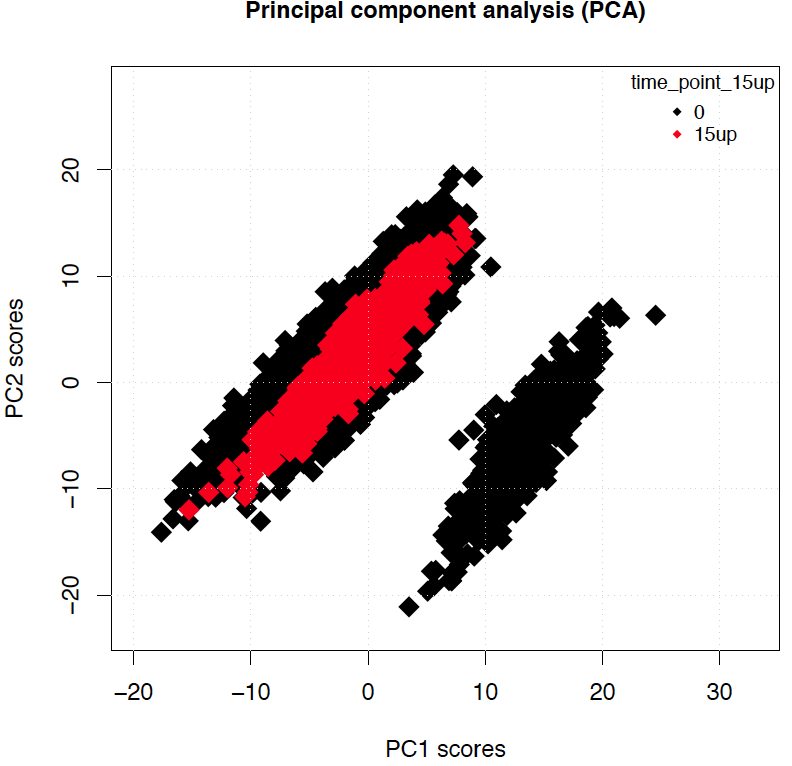 Principal component analysis (PCA)
time_point_15up
0
15up
20
10
0
−10
−20
PC2 scores
−20 −10 0 10 20 30
PC1 scores